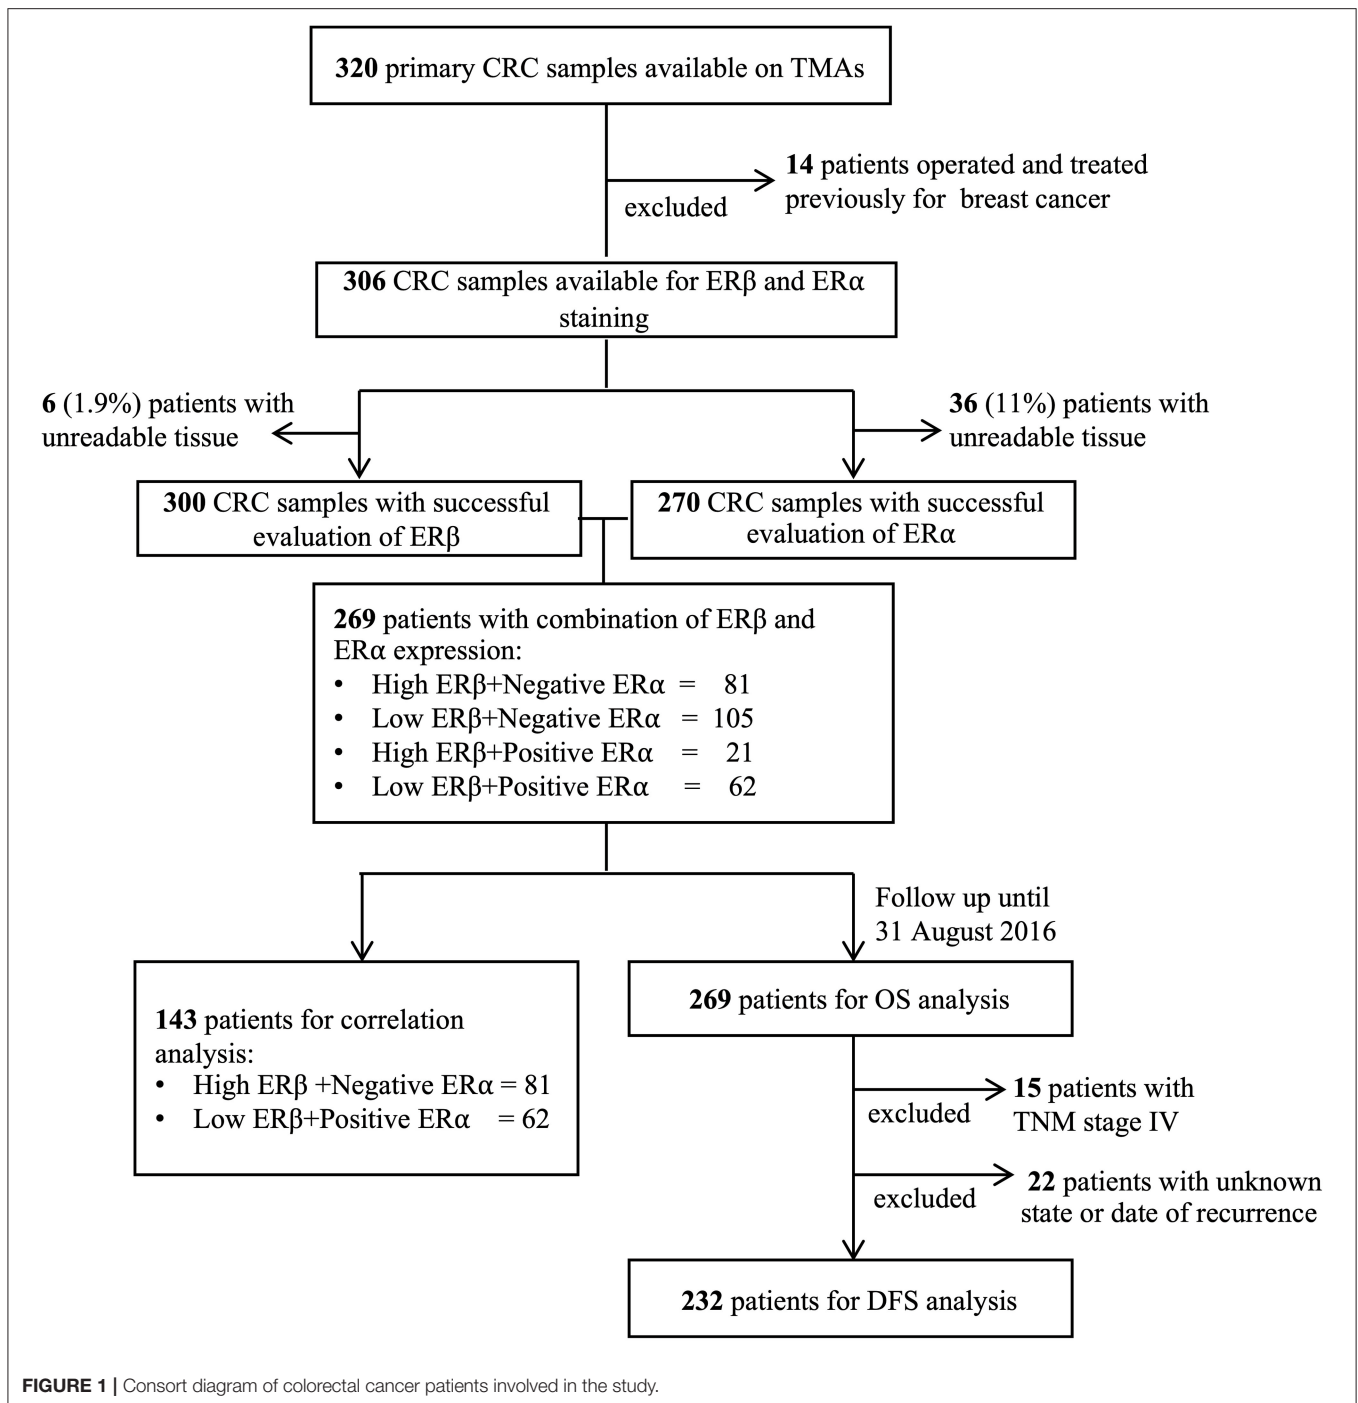 320 primary CRC samples available on TMAs
14 patients operated and treated
previously for breast cancer
excluded
306 CRC samples available for ERβ and ERα
staining
6 (1.9%) patients with
unreadable tissue
36 (11%) patients with
unreadable tissue
300 CRC samples with successful
evaluation of ERβ
270 CRC samples with successful
evaluation of ERα
269 patients with combination of ERβ and
ERα expression:
• High ERβ+Negative ERα = 81
• Low ERβ+Negative ERα = 105
• High ERβ+Positive ERα = 21
• Low ERβ+Positive ERα = 62
Follow up until
31 August 2016
143 patients for correlation
analysis:
• High ERβ +Negative ERα = 81
• Low ERβ+Positive ERα = 62
269 patients for OS analysis
15 patients with
TNM stage IV
excluded
22 patients with unknown
state or date of recurrence
excluded
232 patients for DFS analysis
FIGURE 1 | Consort diagram of colorectal cancer patients involved in the study.